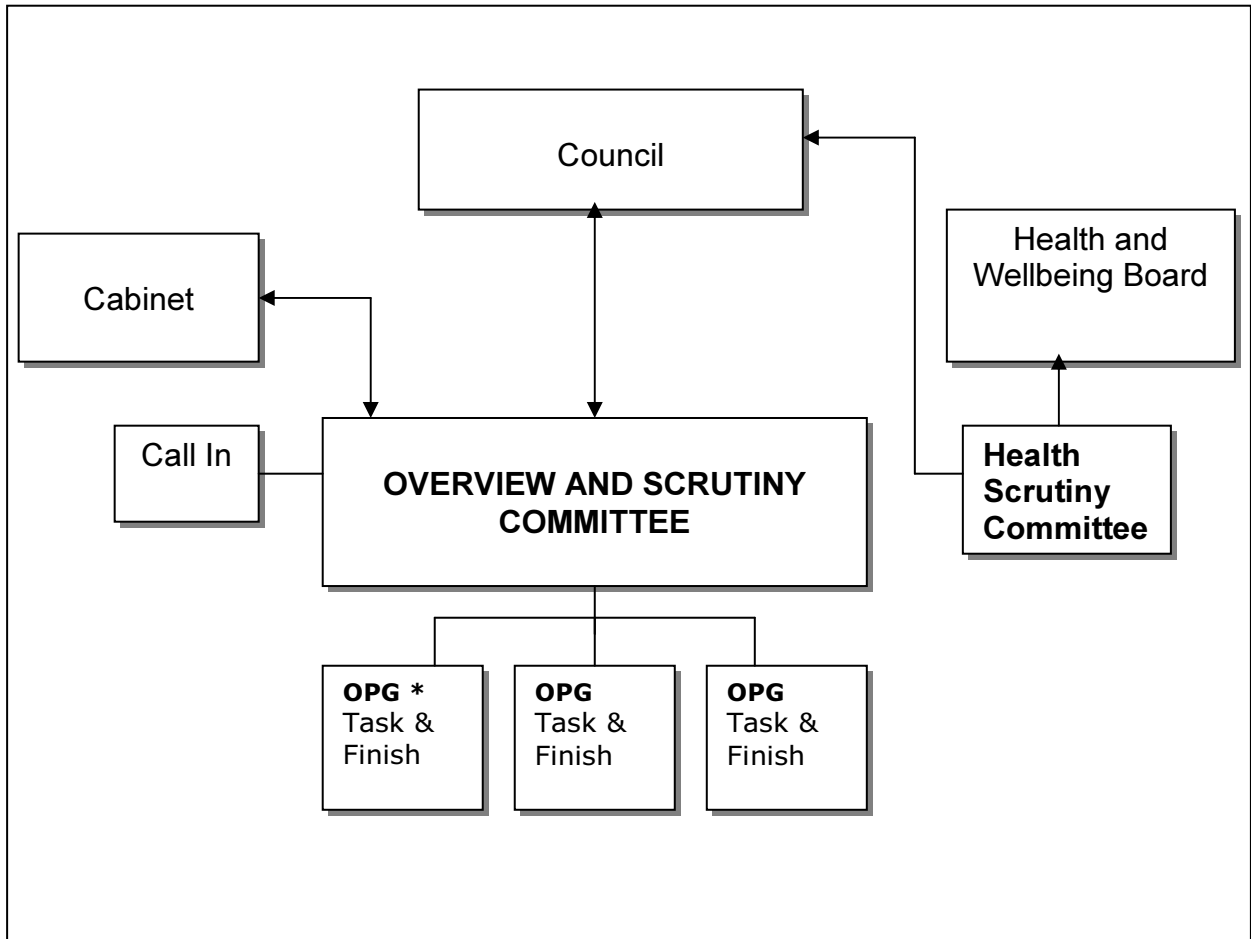 Council
Health and
Wellbeing Board
Cabinet
Call In
OVERVIEW AND SCRUTINY
COMMITTEE
Health
Scrutiny
Committee
OPG *
Task &
Finish
OPG
Task &
Finish
OPG
Task &
Finish